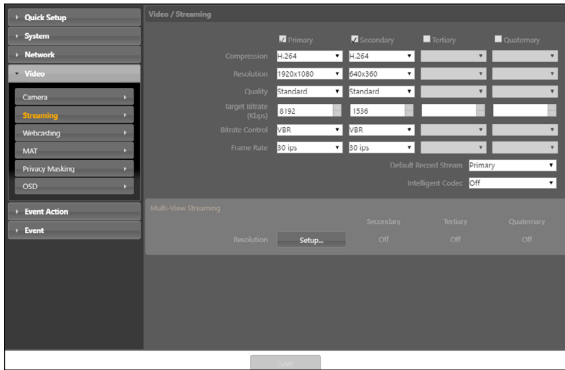 Quick Setup
System
Network
Video
Camera
Streaming
Webcasting
MAT
Privacy Masking
OSD
Event Action
Event
Video / Streaming
Primary Secondary Tertiary Quaternary
Compression H.264 H.264
Resolution 1920x1080 640x360
Quality Standard Standard
Target Bitrate (Kbps) 8192 1536
Bitrate Control VBR VBR
Frame Rate 30 ips 30 ips
Default Record Stream Primary
Intelligent Codec Off
Multi-View Streaming
Secondary Tertiary Quaternary
Resolution Setup... Off Off Off
Save